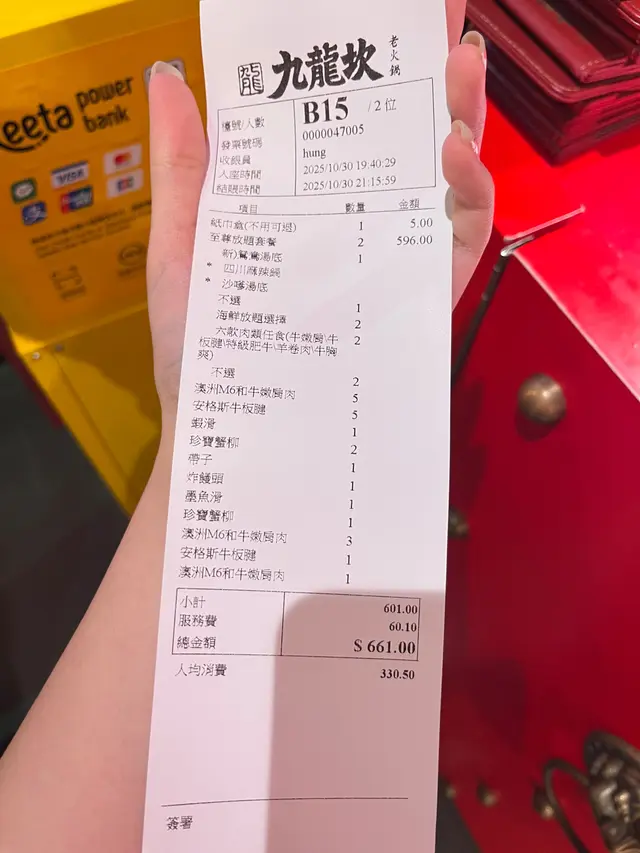 eeta power bank
VISA
龍 九龍坎 老火鍋
檯號/人數 B15 / 2 位
發票號碼 0000047005
收銀員 hung
入座時間 2025/10/30 19:40:29
結賬時間 2025/10/30 21:15:59
項目 數量 金額
紙巾盒(不用可退) 1 5.00
至尊放題套餐 2 596.00
新)鴛鴦湯底 1
* 四川麻辣鍋
* 沙嗲湯底
不選 1
海鮮放題選擇 2
六款肉類任食(牛嫩肩\牛 2
板腱\特級肥牛\羊卷肉\牛胸
爽)
不選 2
澳洲M6和牛嫩肩肉 5
安格斯牛板腱 5
蝦滑 1
珍寶蟹柳 2
帶子 1
炸饅頭 1
墨魚滑 1
珍寶蟹柳 1
澳洲M6和牛嫩肩肉 3
安格斯牛板腱 1
澳洲M6和牛嫩肩肉 1
小計 601.00
服務費 60.10
總金額 $ 661.00
人均消費 330.50
簽署